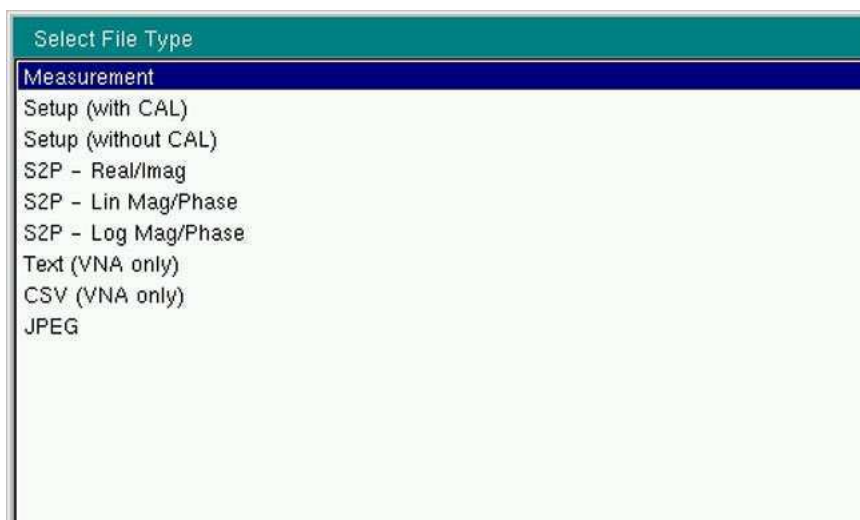 Select File Type
Measurement
Setup (with CAL)
Setup (without CAL)
S2P – Real/Imag
S2P – Lin Mag/Phase
S2P – Log Mag/Phase
Text (VNA only)
CSV (VNA only)
JPEG